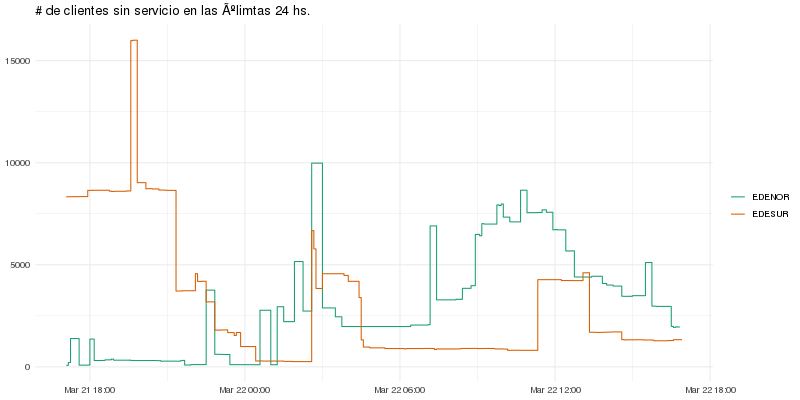 # de clientes sin servicio en las Ãºlimtas 24 hs.
15000
10000
5000
0
Mar 21 18:00
Mar 22 00:00
Mar 22 06:00
Mar 22 12:00
Mar 22 18:00
EDENOR
EDESUR